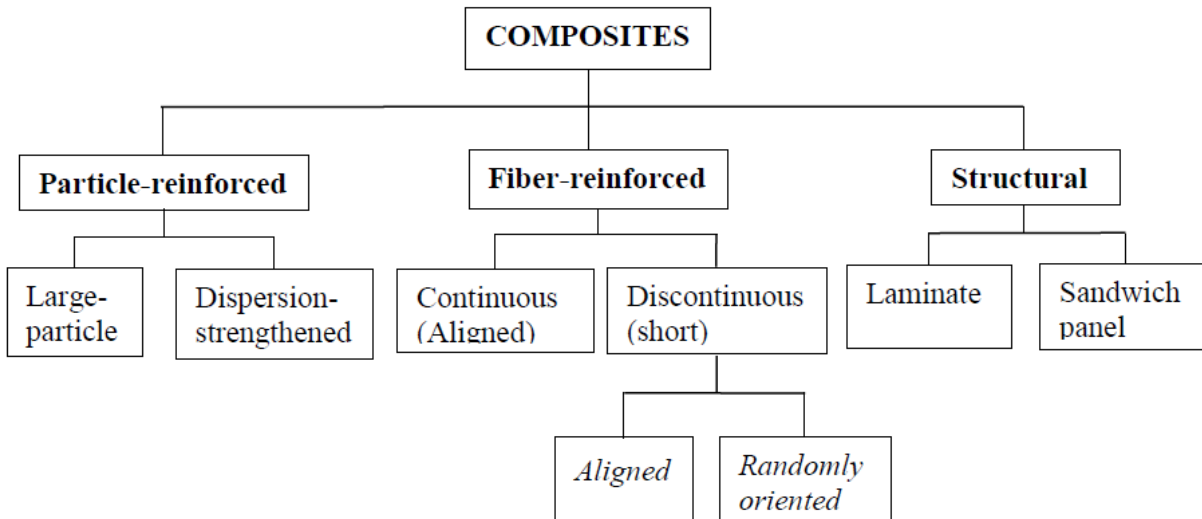 COMPOSITES
Particle-reinforced
Fiber-reinforced
Structural
Large-
particle
Dispersion-
strengthened
Continuous
(Aligned)
Discontinuous
(short)
Laminate
Sandwich
panel
Aligned
Randomly
oriented